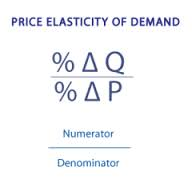 PRICE ELASTICITY OF DEMAND
% Δ Q
% Δ P
Numerator
Denominator